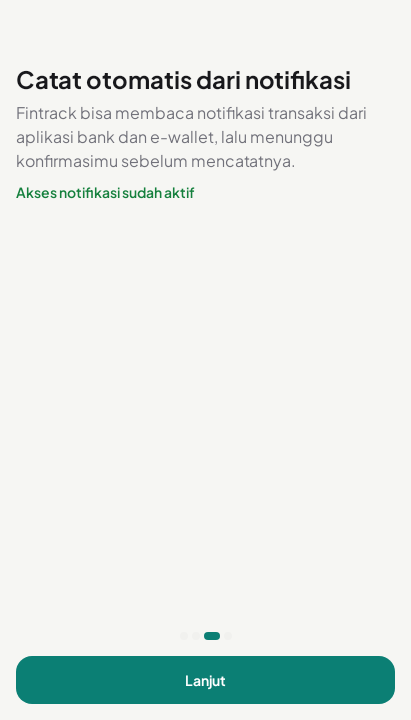 Catat otomatis dari notifikasi
Fintrack bisa membaca notifikasi transaksi dari
aplikasi bank dan e-wallet, lalu menunggu
konfirmasimu sebelum mencatatnya.
Akses notifikasi sudah aktif
Lanjut